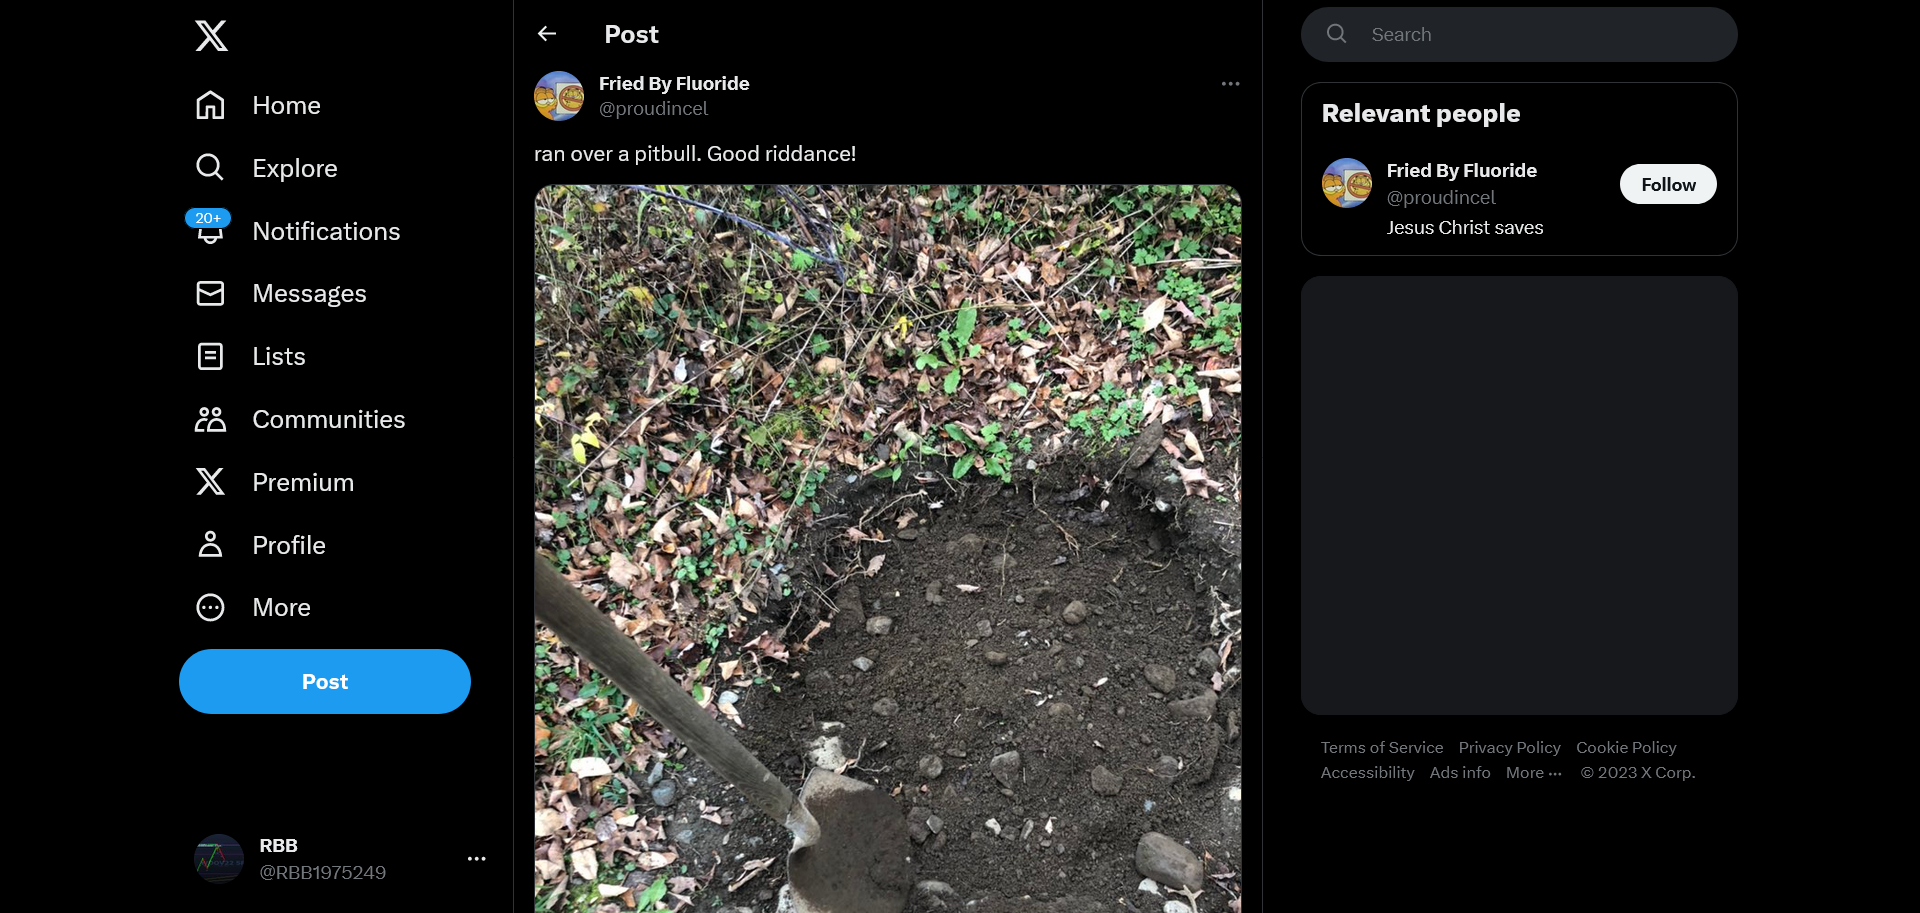 Home
Explore
20+
Notifications
Messages
Lists
Communities
Premium
Profile
More
Post
RBB
@RBB1975249
Post
Fried By Fluoride
@proudincel
ran over a pitbull. Good riddance!
Search
Relevant people
Fried By Fluoride
@proudincel
Follow
Jesus Christ saves
Terms of Service Privacy Policy Cookie Policy
Accessibility Ads info More ··· © 2023 X Corp.